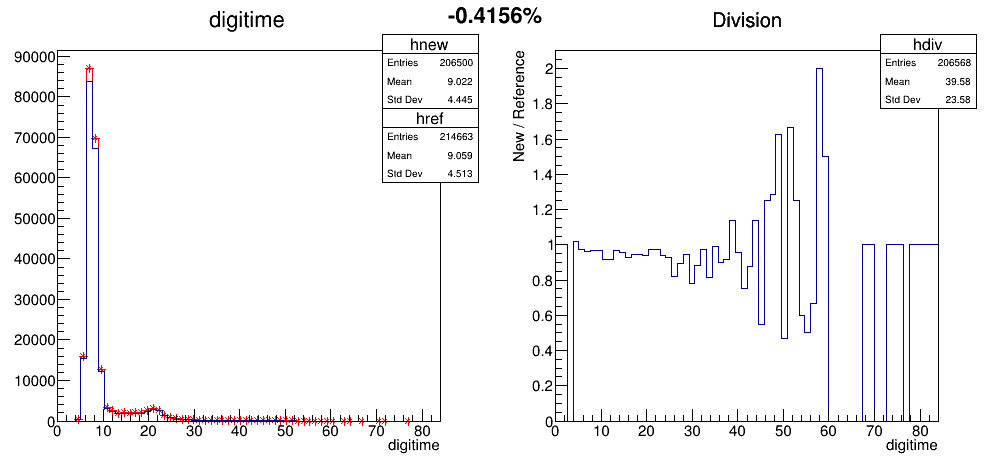 -0.4156%
digitime
hnew
Entries 206500
Mean 9.022
Std Dev 4.445
href
Entries 214663
Mean 9.059
Std Dev 4.513
90000
80000
70000
60000
50000
40000
30000
20000
10000
0
0 10 20 30 40 50 60 70 80
digitime
Division
hdiv
Entries 206568
Mean 39.58
Std Dev 23.58
New / Reference
2
1.8
1.6
1.4
1.2
1
0.8
0.6
0.4
0.2
0
0 10 20 30 40 50 60 70 80
digitime